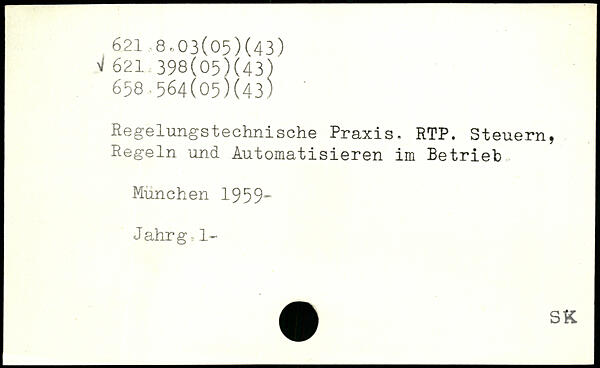 621.8.03(05)(43)
√ 621.398(05)(43)
658.564(05)(43)
Regelungstechnische Praxis. RTP. Steuern,
Regeln und Automatisieren im Betrieb.
München 1959-
Jahrg.1-
SK